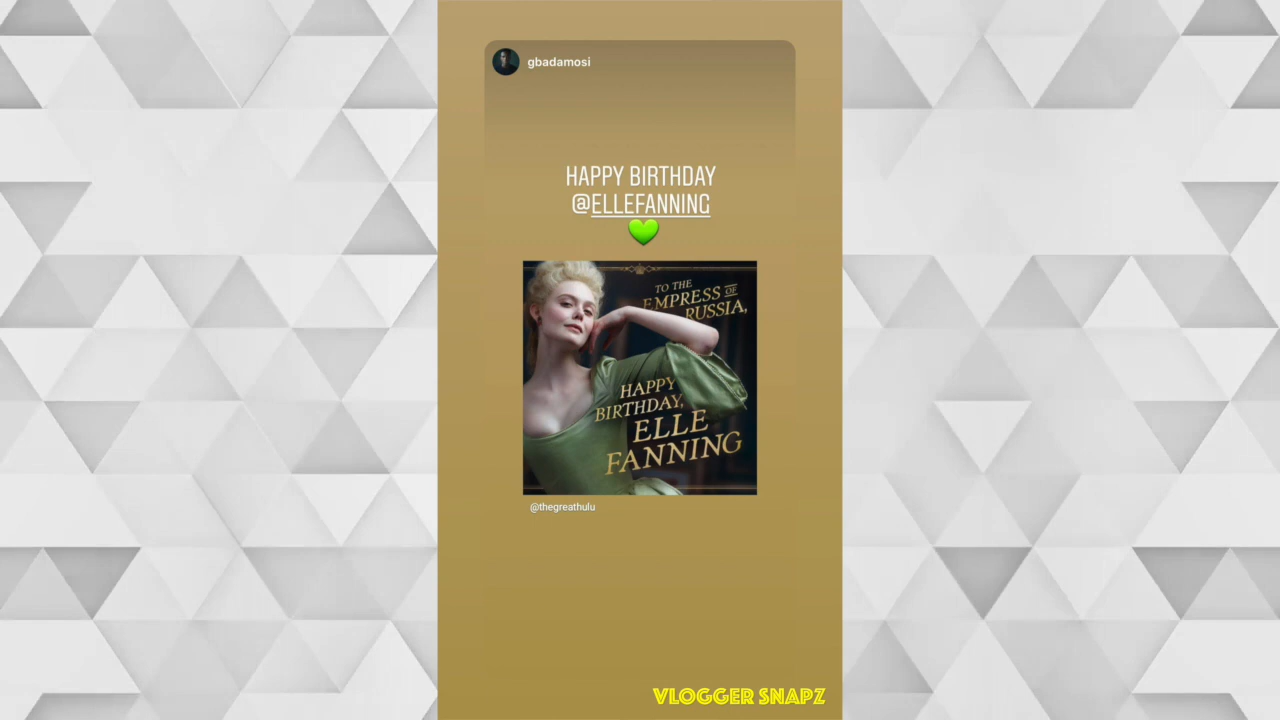 gbadamosi
HAPPY BIRTHDAY
@ELLEFANNING
TO THE
EMPRESS OF
RUSSIA,
HAPPY
BIRTHDAY,
ELLE
FANNING
@thegreathulu
VLOGGER SNAPZ